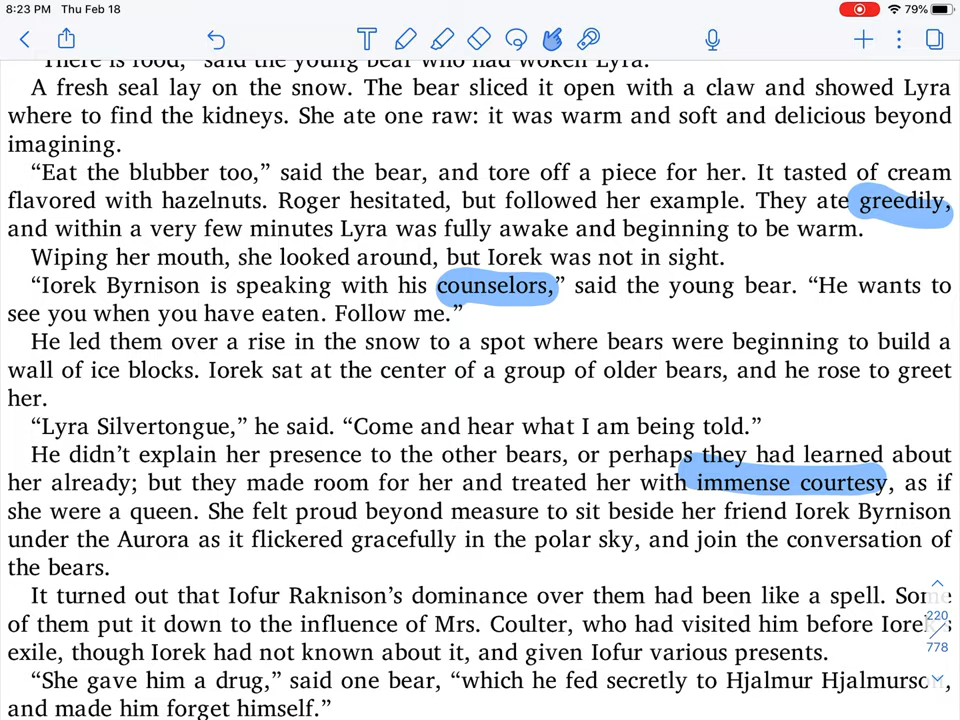 8:23 PM Thu Feb 18
79%
T
"There is food," said the young bear who had woken Lyra.
A fresh seal lay on the snow. The bear sliced it open with a claw and showed Lyra
where to find the kidneys. She ate one raw: it was warm and soft and delicious beyond
imagining.
“Eat the blubber too,” said the bear, and tore off a piece for her. It tasted of cream
flavored with hazelnuts. Roger hesitated, but followed her example. They ate greedily,
and within a very few minutes Lyra was fully awake and beginning to be warm.
Wiping her mouth, she looked around, but Iorek was not in sight.
“Iorek Byrnison is speaking with his counselors,” said the young bear. “He wants to
see you when you have eaten. Follow me.”
He led them over a rise in the snow to a spot where bears were beginning to build a
wall of ice blocks. Iorek sat at the center of a group of older bears, and he rose to greet
her.
“Lyra Silvertongue,” he said. “Come and hear what I am being told.”
He didn’t explain her presence to the other bears, or perhaps they had learned about
her already; but they made room for her and treated her with immense courtesy, as if
she were a queen. She felt proud beyond measure to sit beside her friend Iorek Byrnison
under the Aurora as it flickered gracefully in the polar sky, and join the conversation of
the bears.
It turned out that Iofur Raknison’s dominance over them had been like a spell. Some
of them put it down to the influence of Mrs. Coulter, who had visited him before Iorek’s
exile, though Iorek had not known about it, and given Iofur various presents.
“She gave him a drug,” said one bear, “which he fed secretly to Hjalmur Hjalmurson,
and made him forget himself.”
220
778